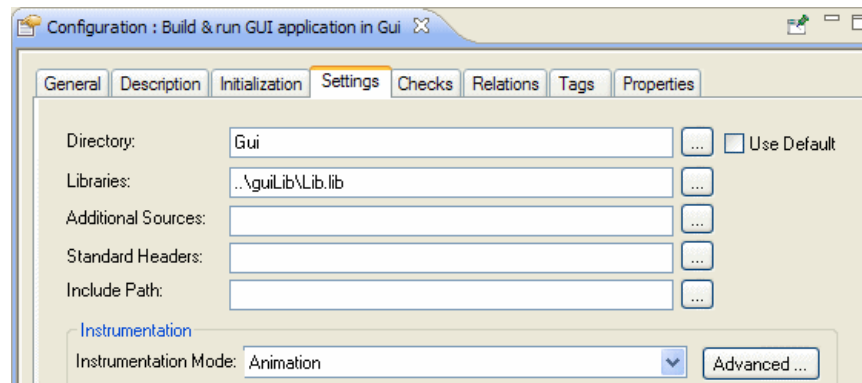 Configuration : Build & run GUI application in Gui
General Description Initialization Settings Checks Relations Tags Properties
Directory: Gui ... Use Default
Libraries: ..\guiLib\Lib.lib ...
Additional Sources: ...
Standard Headers: ...
Include Path: ...
Instrumentation
Instrumentation Mode: Animation Advanced ...